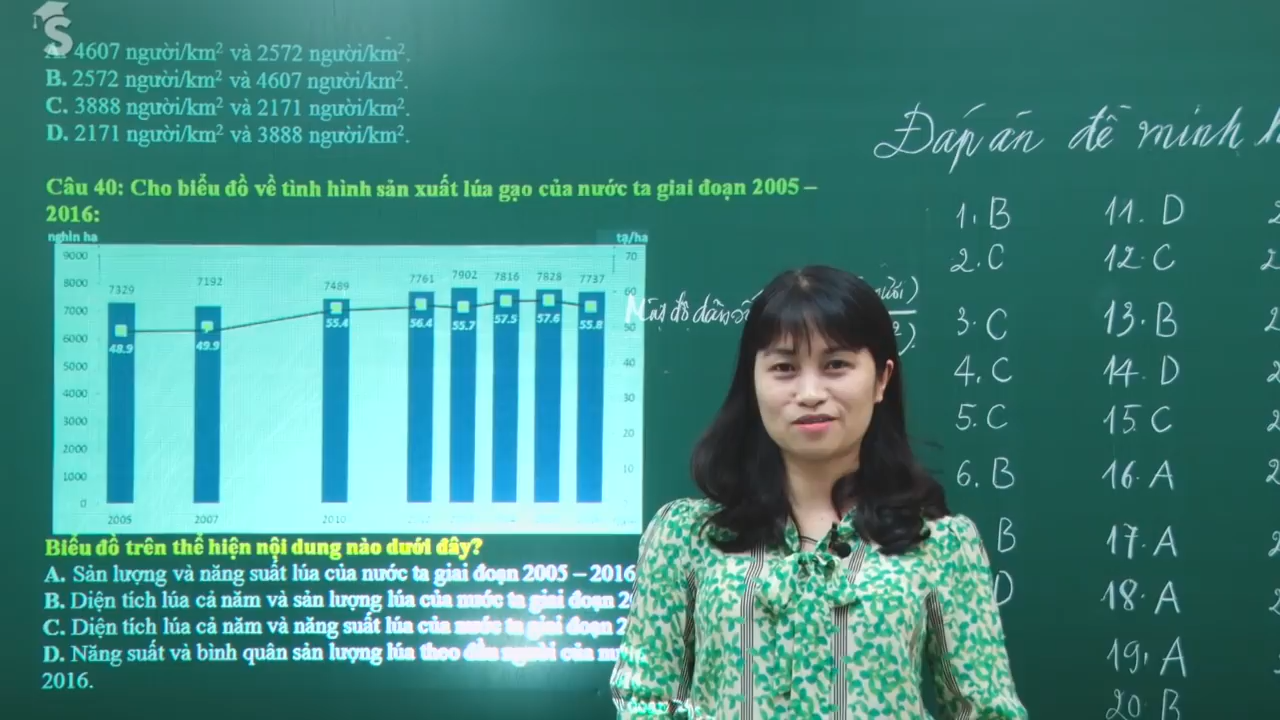 S
A. 4607 người/km² và 2572 người/km².
B. 2572 người/km² và 4607 người/km².
C. 3888 người/km² và 2171 người/km².
D. 2171 người/km² và 3888 người/km².
Câu 40: Cho biểu đồ về tình hình sản xuất lúa gạo của nước ta giai đoạn 2005 –
2016:
nghìn ha
tạ/ha
9000
8000
7000
6000
5000
4000
3000
2000
1000
0
70
60
50
40
30
20
10
7329
7192
7489
7761
7902
7816
7828
7737
48.9
49.9
55.4
56.4
55.7
57.5
57.6
55.8
2005
2007
2010
Biểu đồ trên thể hiện nội dung nào dưới đây?
A. Sản lượng và năng suất lúa của nước ta giai đoạn 2005 – 2016
B. Diện tích lúa cả năm và sản lượng lúa của nước ta giai đoạn
C. Diện tích lúa cả năm và năng suất lúa của nước ta giai đoạn
D. Năng suất và bình quân sản lượng lúa theo đầu người của
2016.
Đáp án đề minh
Mật độ dân số
1. B
2. C
3. C
4. C
5. C
6. B
B
D
11. D
12. C
13. B
14. D
15. C
16. A
17. A
18. A
19. A
20. B